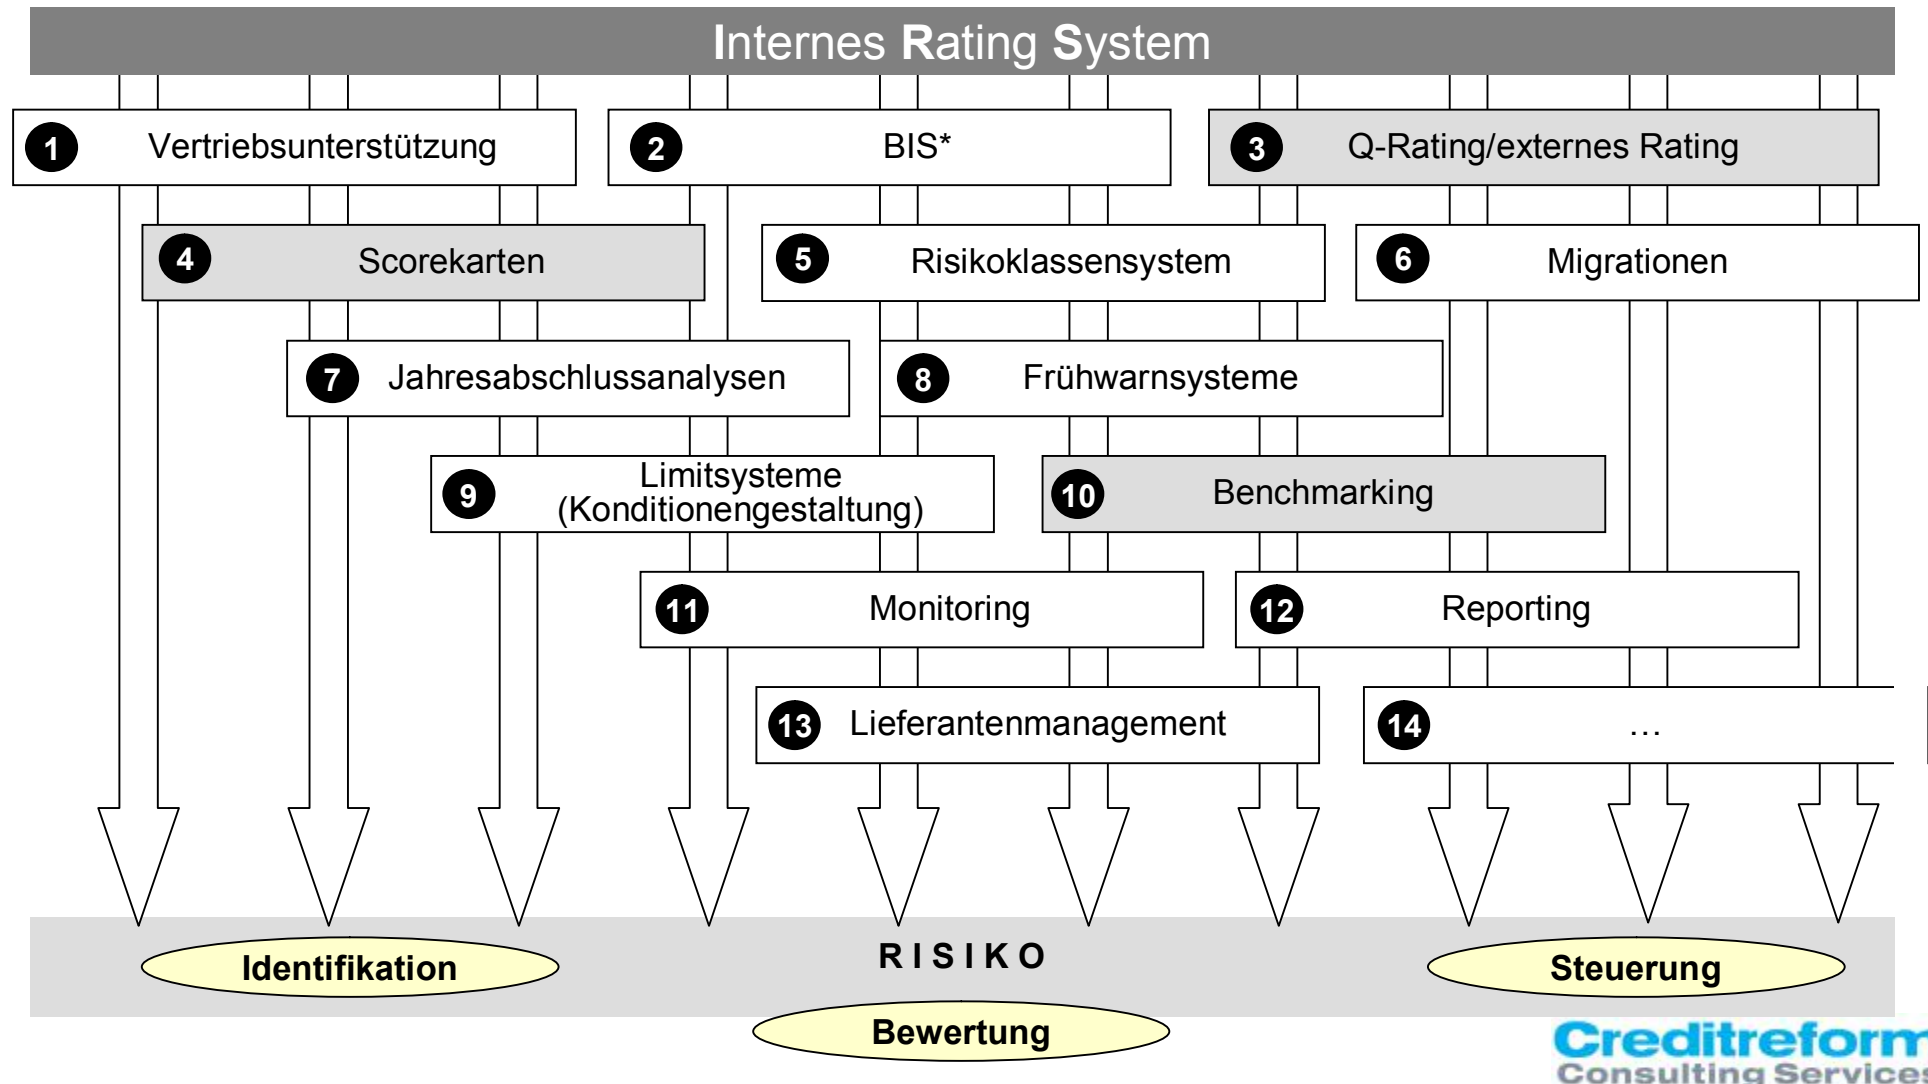 Internes Rating System
1 Vertriebsunterstützung
2 BIS*
3 Q-Rating/externes Rating
4 Scorekarten
5 Risikoklassensystem
6 Migrationen
7 Jahresabschlussanalysen
8 Frühwarnsysteme
9 Limitsysteme
(Konditionengestaltung)
10 Benchmarking
11 Monitoring
12 Reporting
13 Lieferantenmanagement
14 …
Identifikation
R I S I K O
Steuerung
Bewertung
Creditreform
Consulting Services